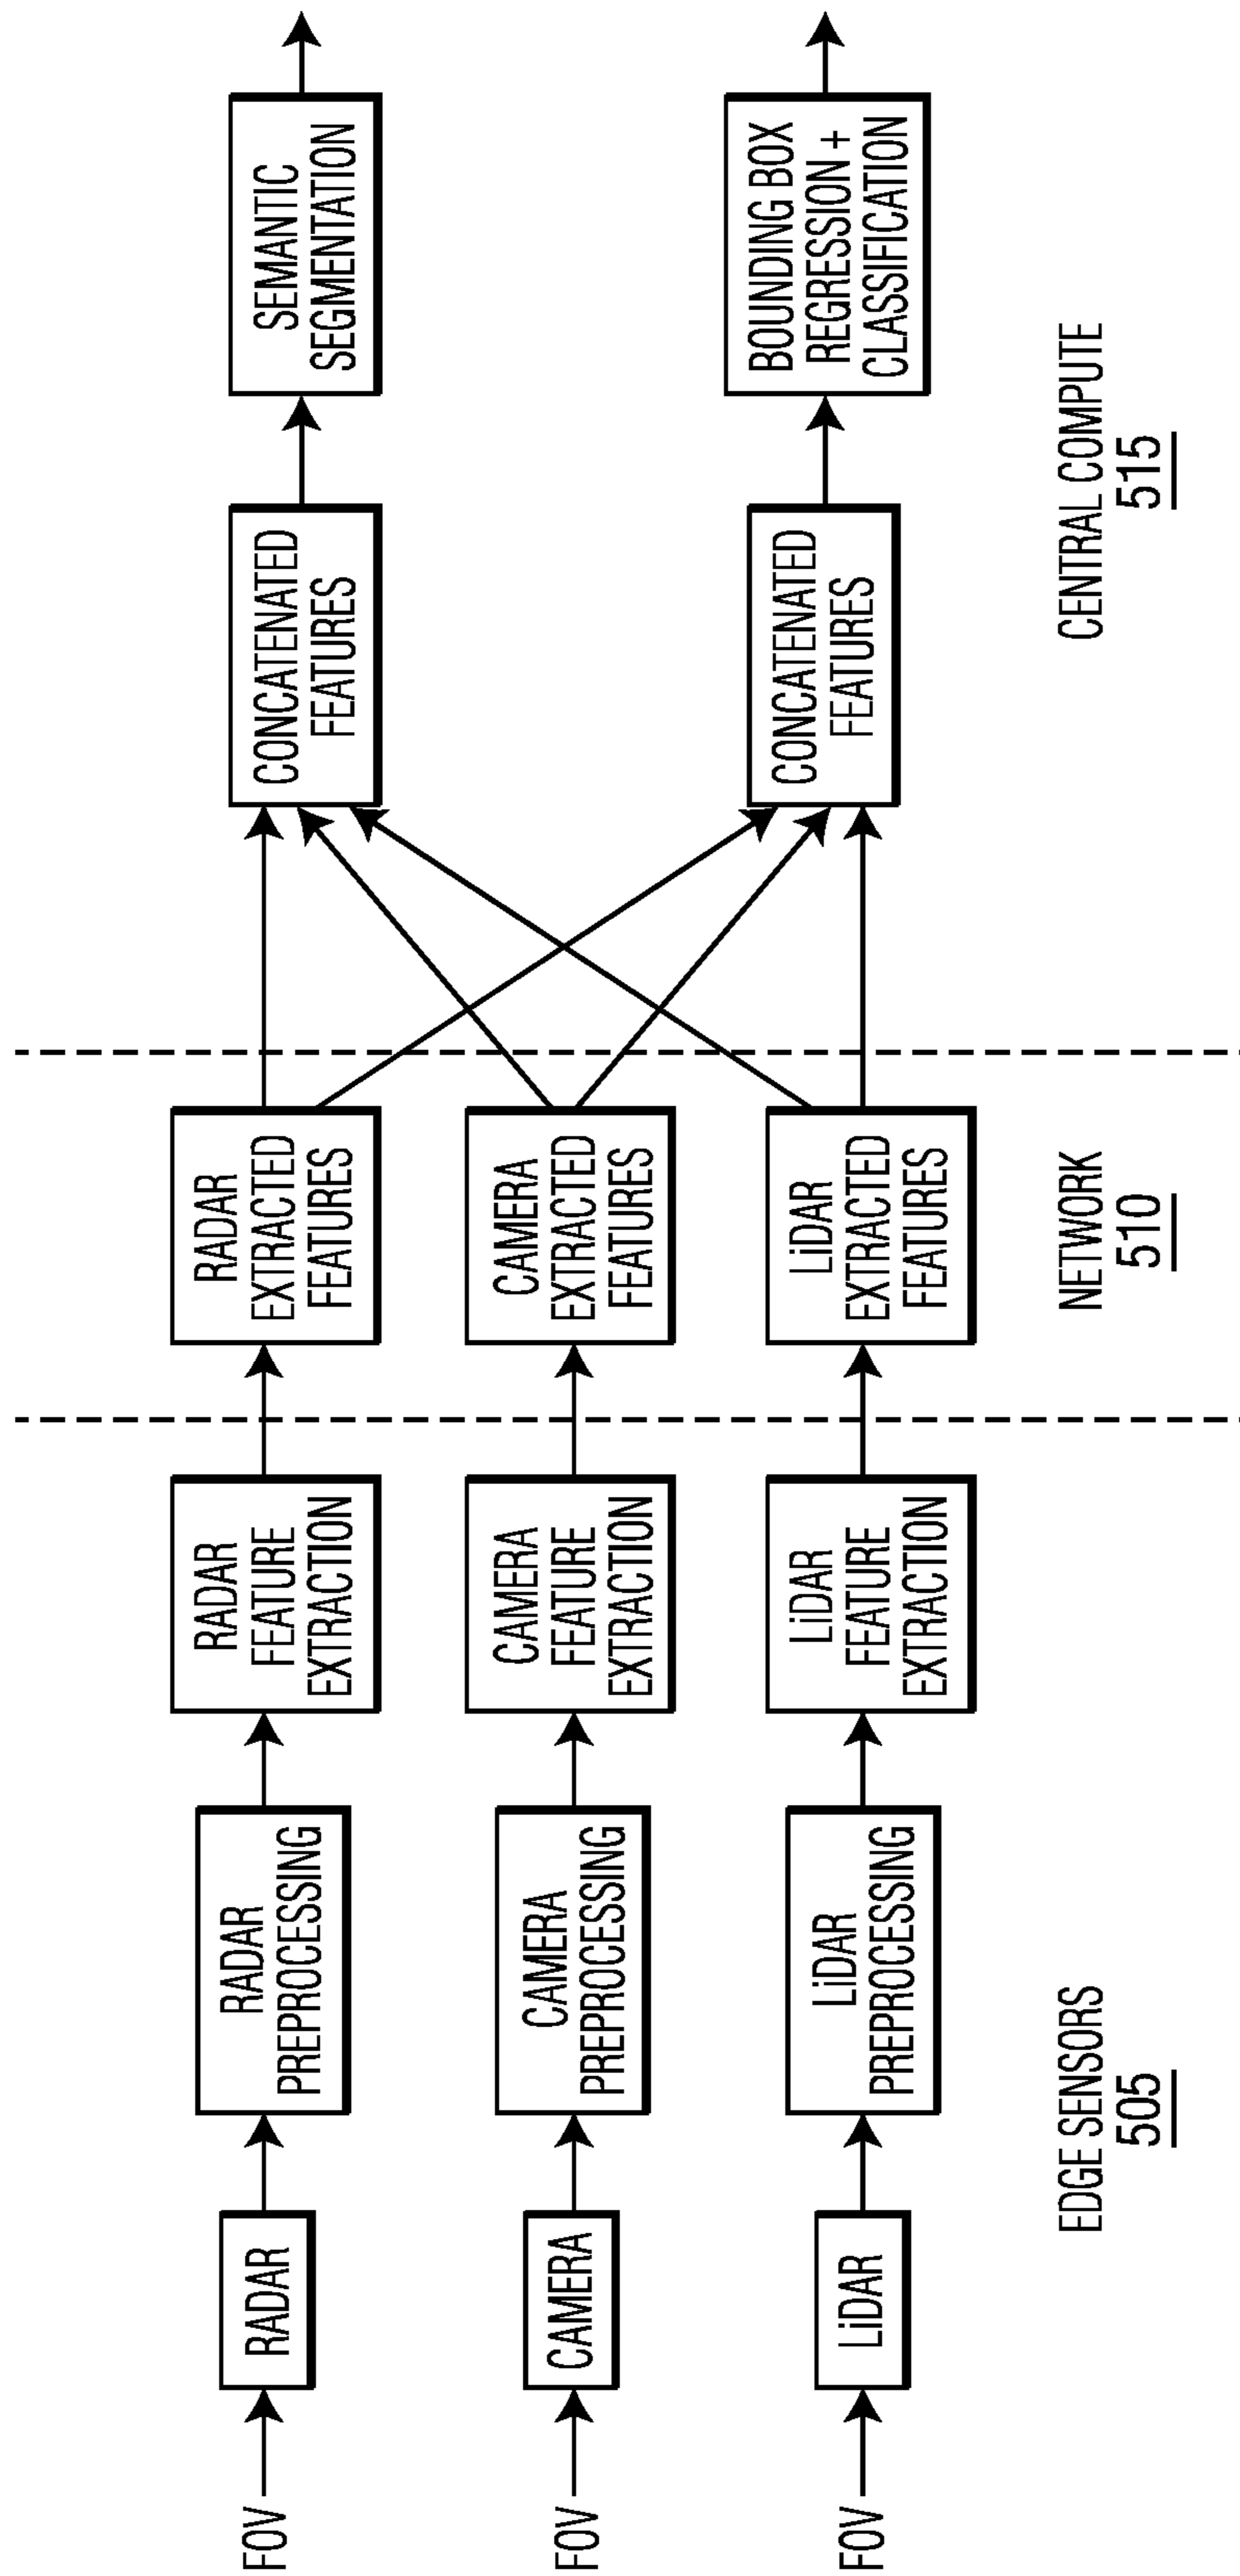 FOV
RADAR
RADAR
PREPROCESSING
RADAR
FEATURE
EXTRACTION
RADAR
EXTRACTED
FEATURES
CONCATENATED
FEATURES
SEMANTIC
SEGMENTATION
FOV
CAMERA
CAMERA
PREPROCESSING
CAMERA
FEATURE
EXTRACTION
CAMERA
EXTRACTED
FEATURES
FOV
LiDAR
LiDAR
PREPROCESSING
LiDAR
FEATURE
EXTRACTION
LiDAR
EXTRACTED
FEATURES
CONCATENATED
FEATURES
BOUNDING BOX
REGRESSION +
CLASSIFICATION
EDGE SENSORS
505
NETWORK
510
CENTRAL COMPUTE
515